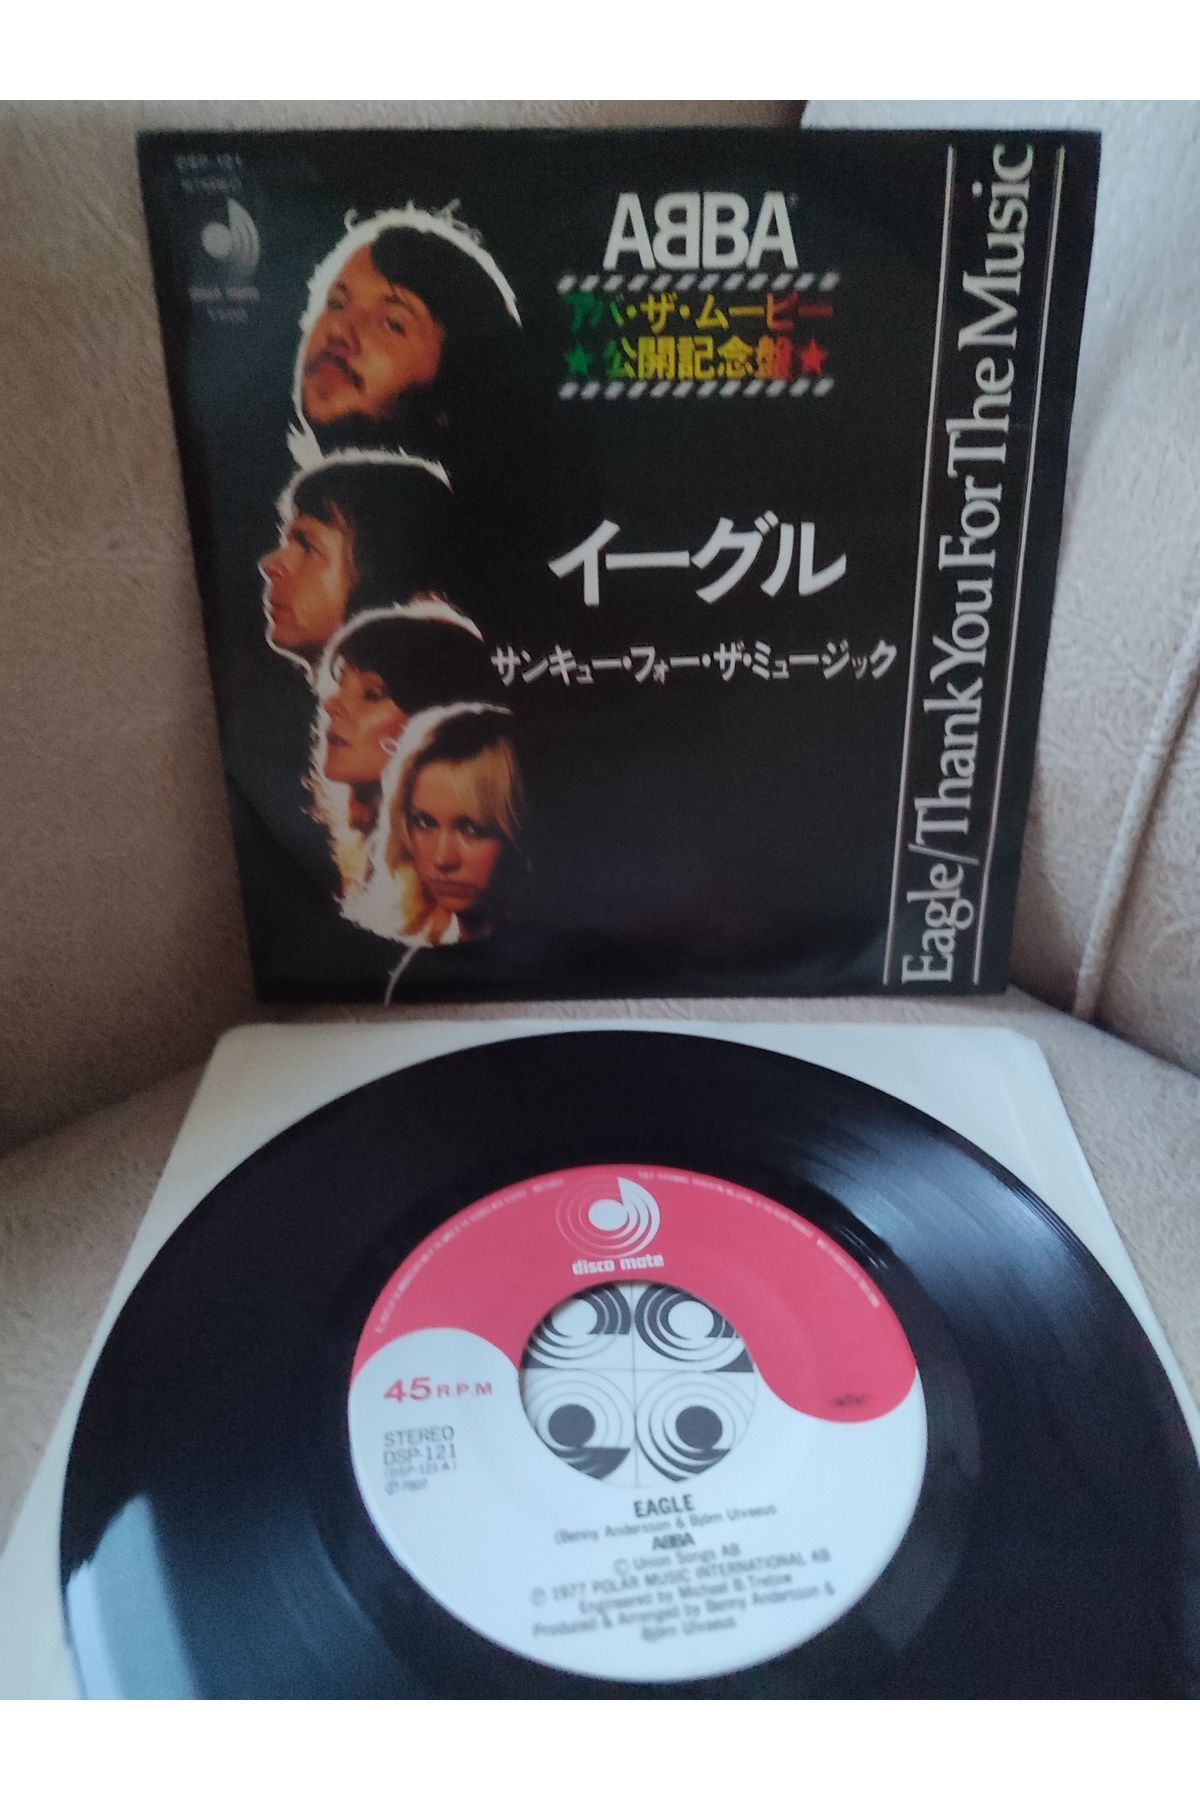 DSP-121
STEREO
ABBA
アバ・ザ・ムービー
★公開記念盤★
イーグル
サンキュー・フォー・ザ・ミュージック
Eagle/Thank You For The Music
disco mate
45 R.P.M
STEREO
DSP-121
(DSP-121-A)
Ⓟ-7807
EAGLE
(Benny Andersson & Björn Ulvaeus
ABBA
© Union Songs AB
Ⓟ 1977 POLAR MUSIC INTERNATIONAL AB
Engineered by Michael B. Tretow
Produced & Arranged by Benny Andersson &
Björn Ulvaeus